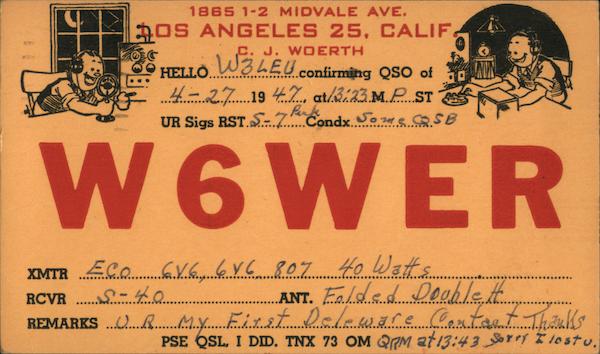 1865 1-2 MIDVALE AVE.
LOS ANGELES 25, CALIF.
C. J. WOERTH
HELLO W3LEU confirming QSO of
4-27 1947, at 13:23 M P ST
UR Sigs RST S-7 Peak Condx Some QSB
W6WER
XMTR ECO 6V6, 6V6, 807 40 Watts
RCVR S-40 ANT. Folded Doublett
REMARKS U R My First Deleware Contact Thanks
PSE QSL, I DID. TNX 73 OM QRM at 13:43 Sorry I lost u.